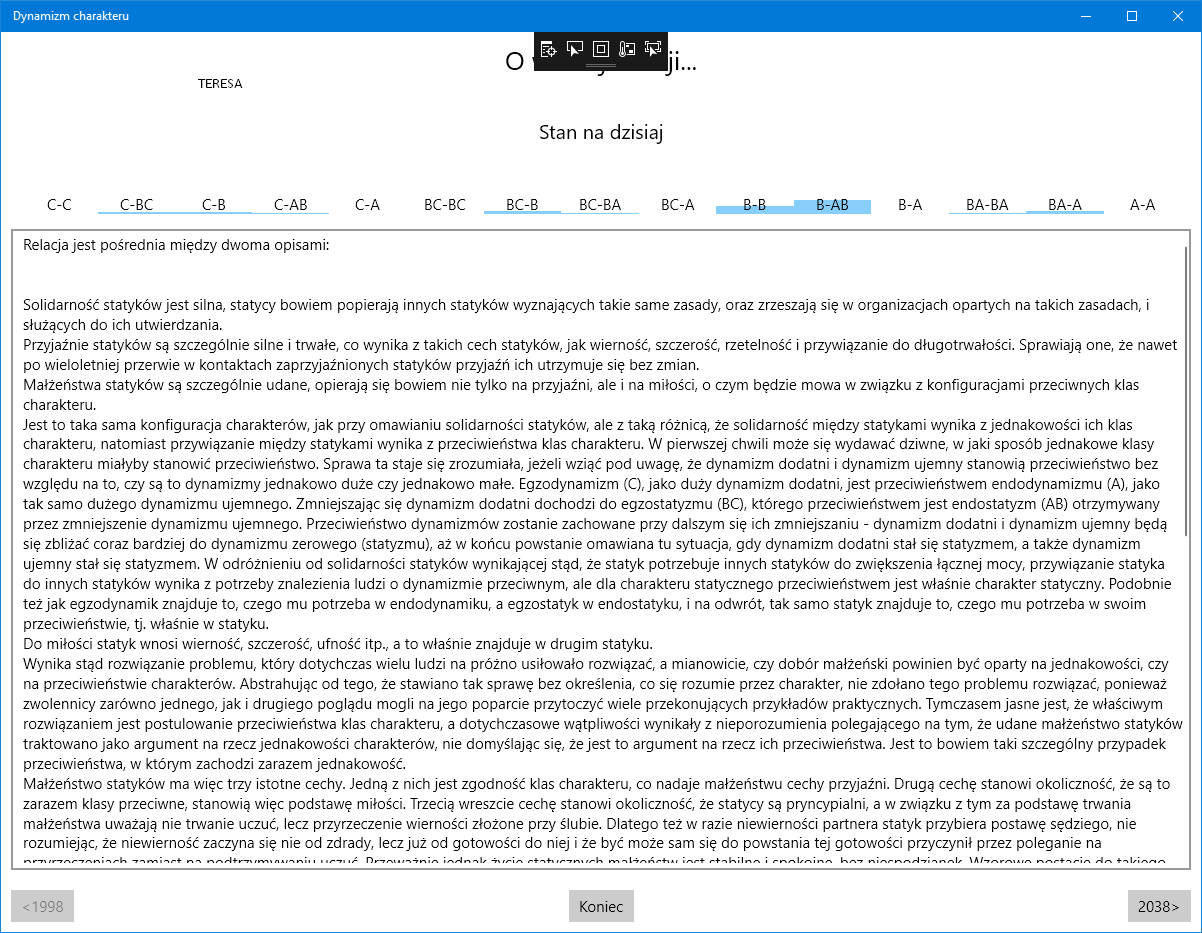 Dynamizm charakteru
O
ji...
TERESA
Stan na dzisiaj
C-C C-BC C-B C-AB C-A BC-BC BC-B BC-BA BC-A B-B B-AB B-A BA-BA BA-A A-A
Relacja jest pośrednia między dwoma opisami:
Solidarność statyków jest silna, statycy bowiem popierają innych statyków wyznających takie same zasady, oraz zrzeszają się w organizacjach opartych na takich zasadach, i
służących do ich utwierdzania.
Przyjaźnie statyków są szczególnie silne i trwałe, co wynika z takich cech statyków, jak wierność, szczerość, rzetelność i przywiązanie do długotrwałości. Sprawiają one, że nawet
po wieloletniej przerwie w kontaktach zaprzyjaźnionych statyków przyjaźń ich utrzymuje się bez zmian.
Małżeństwa statyków są szczególnie udane, opierają się bowiem nie tylko na przyjaźni, ale i na miłości, o czym będzie mowa w związku z konfiguracjami przeciwnych klas
charakteru.
Jest to taka sama konfiguracja charakterów, jak przy omawianiu solidarności statyków, ale z taką różnicą, że solidarność między statykami wynika z jednakowości ich klas
charakteru, natomiast przywiązanie między statykami wynika z przeciwieństwa klas charakteru. W pierwszej chwili może się wydawać dziwne, w jaki sposób jednakowe klasy
charakteru miałyby stanowić przeciwieństwo. Sprawa ta staje się zrozumiała, jeżeli wziąć pod uwagę, że dynamizm dodatni i dynamizm ujemny stanowią przeciwieństwo bez
względu na to, czy są to dynamizmy jednakowo duże czy jednakowo małe. Egzodynamizm (C), jako duży dynamizm dodatni, jest przeciwieństwem endodynamizmu (A), jako
tak samo dużego dynamizmu ujemnego. Zmniejszając się dynamizm dodatni dochodzi do egzostatyzmu (BC), którego przeciwieństwem jest endostatyzm (AB) otrzymywany
przez zmniejszenie dynamizmu ujemnego. Przeciwieństwo dynamizmów zostanie zachowane przy dalszym się ich zmniejszaniu - dynamizm dodatni i dynamizm ujemny będą
się zbliżać coraz bardziej do dynamizmu zerowego (statyzmu), aż w końcu powstanie omawiana tu sytuacja, gdy dynamizm dodatni stał się statyzmem, a także dynamizm
ujemny stał się statyzmem. W odróżnieniu od solidarności statyków wynikającej stąd, że statyk potrzebuje innych statyków do zwiększenia łącznej mocy, przywiązanie statyka
do innych statyków wynika z potrzeby znalezienia ludzi o dynamizmie przeciwnym, ale dla charakteru statycznego przeciwieństwem jest właśnie charakter statyczny. Podobnie
też jak egzodynamik znajduje to, czego mu potrzeba w endodynamiku, a egzostatyk w endostatyku, i na odwrót, tak samo statyk znajduje to, czego mu potrzeba w swoim
przeciwieństwie, tj. właśnie w statyku.
Do miłości statyk wnosi wierność, szczerość, ufność itp., a to właśnie znajduje w drugim statyku.
Wynika stąd rozwiązanie problemu, który dotychczas wielu ludzi na próżno usiłowało rozwiązać, a mianowicie, czy dobór małżeński powinien być oparty na jednakowości, czy
na przeciwieństwie charakterów. Abstrahując od tego, że stawiano tak sprawę bez określenia, co się rozumie przez charakter, nie zdołano tego problemu rozwiązać, ponieważ
zwolennicy zarówno jednego, jak i drugiego poglądu mogli na jego poparcie przytoczyć wiele przekonujących przykładów praktycznych. Tymczasem jasne jest, że właściwym
rozwiązaniem jest postulowanie przeciwieństwa klas charakteru, a dotychczasowe wątpliwości wynikały z nieporozumienia polegającego na tym, że udane małżeństwo statyków
traktowano jako argument na rzecz jednakowości charakterów, nie domyślając się, że jest to argument na rzecz ich przeciwieństwa. Jest to bowiem taki szczególny przypadek
przeciwieństwa, w którym zachodzi zarazem jednakowość.
Małżeństwo statyków ma więc trzy istotne cechy. Jedną z nich jest zgodność klas charakteru, co nadaje małżeństwu cechy przyjaźni. Drugą cechę stanowi okoliczność, że są to
zarazem klasy przeciwne, stanowią więc podstawę miłości. Trzecią wreszcie cechę stanowi okoliczność, że statycy są pryncypialni, a w związku z tym za podstawę trwania
małżeństwa uważają nie trwanie uczuć, lecz przyrzeczenie wierności złożone przy ślubie. Dlatego też w razie niewierności partnera statyk przybiera postawę sędziego, nie
rozumiejąc, że niewierność zaczyna się nie od zdrady, lecz już od gotowości do niej i że być może sam się do powstania tej gotowości przyczynił przez poleganie na
przyrzeczeniach zamiast na podtrzymywaniu uczuć. Przeważnie jednak życie statycznych małżeństw jest stabilne i spokojne, bez niespodzianek. Wzorowe postacie do takiego
<1998 Koniec 2038>